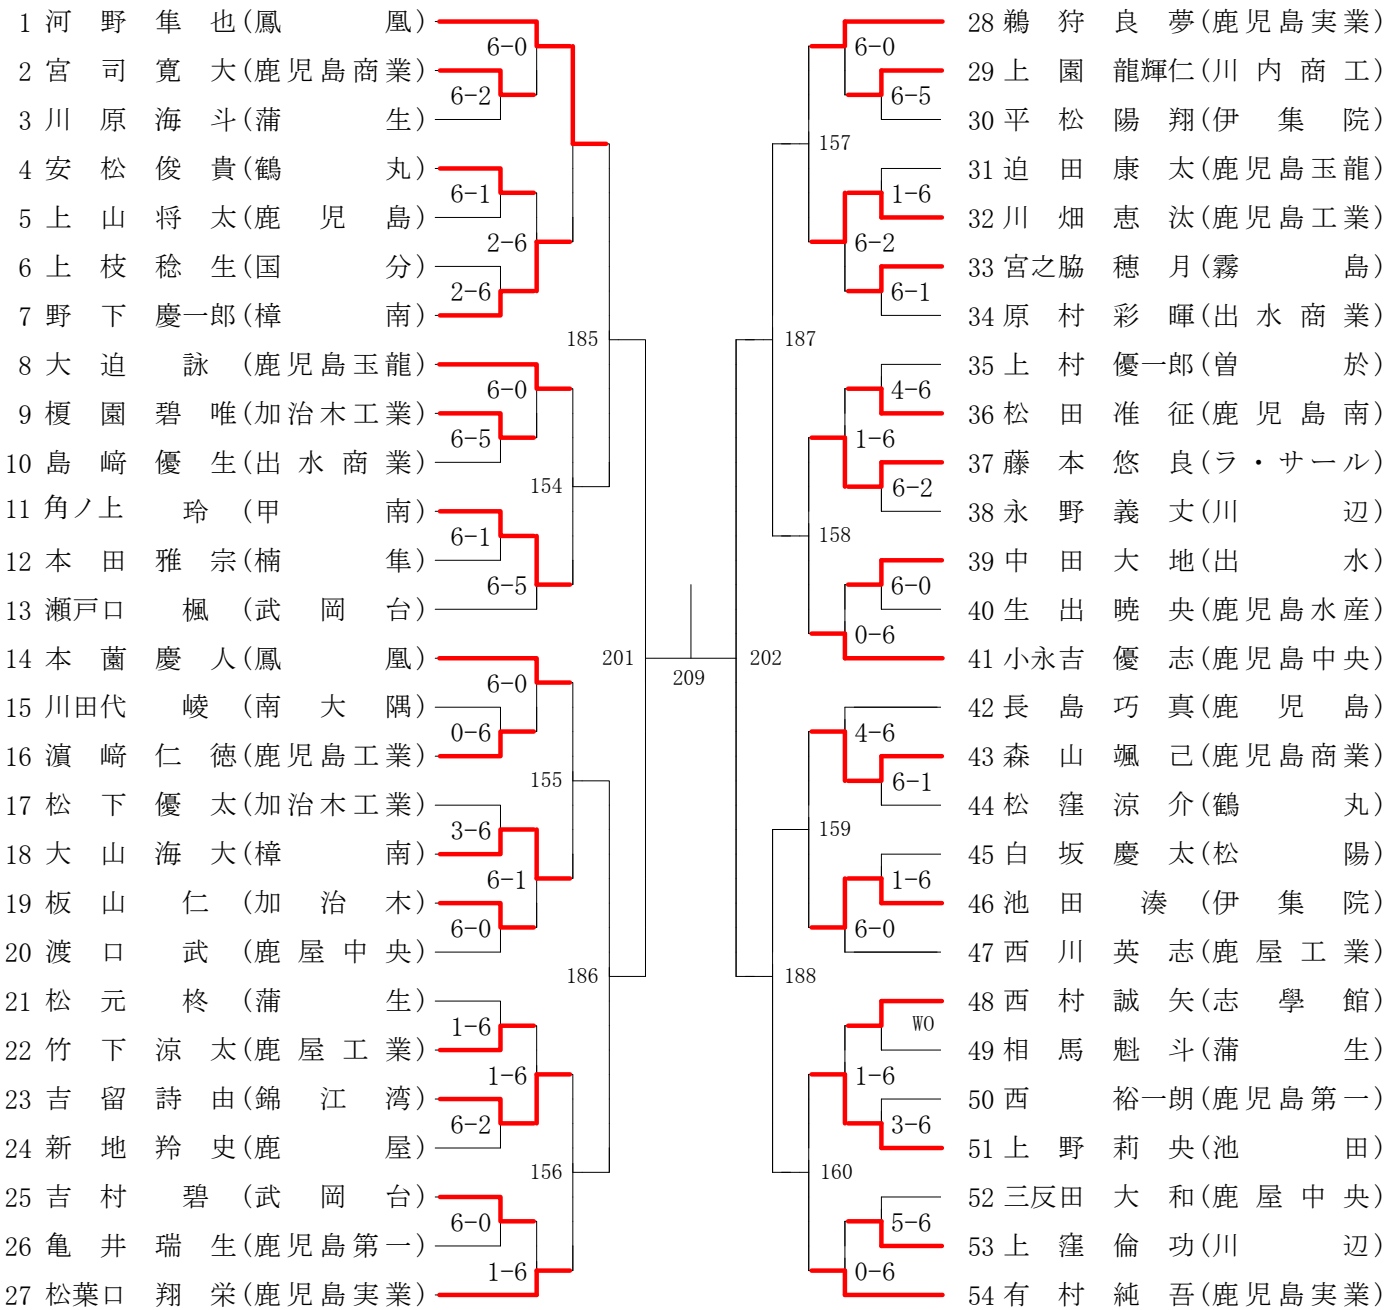 1 河野 隼也(鳳凰)
6-0
2 宮司 寛大(鹿児島商業)
6-2
3 川原 海斗(蒲生)
4 安松 俊貴(鶴丸)
6-1
5 上山 将太(鹿児島)
2-6
6 上枝 稔生(国分)
2-6
7 野下 慶一郎(樟南)
185
8 大迫 詠(鹿児島玉龍)
6-0
9 榎園 碧唯(加治木工業)
6-5
10 島﨑 優生(出水商業)
154
11 角ノ上 玲(甲南)
6-1
12 本田 雅宗(楠隼)
6-5
13 瀬戸口 楓(武岡台)
14 本薗 慶人(鳳凰)
201
6-0
15 川田代 崚(南大隅)
0-6
16 濵﨑 仁徳(鹿児島工業)
155
17 松下 優太(加治木工業)
3-6
18 大山 海大(樟南)
6-1
19 板山 仁(加治木)
6-0
20 渡口 武(鹿屋中央)
186
21 松元 柊(蒲生)
1-6
22 竹下 涼太(鹿屋工業)
1-6
23 吉留 詩由(錦江湾)
6-2
24 新地 羚史(鹿屋)
156
25 吉村 碧(武岡台)
6-0
26 亀井 瑞生(鹿児島第一)
1-6
27 松葉口 翔栄(鹿児島実業)
209
28 鵜狩 良夢(鹿児島実業)
6-0
29 上園 龍輝仁(川内商工)
6-5
30 平松 陽翔(伊集院)
157
31 迫田 康太(鹿児島玉龍)
1-6
32 川畑 恵汰(鹿児島工業)
6-2
33 宮之脇 穂月(霧島)
6-1
34 原村 彩暉(出水商業)
187
35 上村 優一郎(曽於)
4-6
36 松田 准征(鹿児島南)
1-6
37 藤本 悠良(ラ・サール)
6-2
38 永野 義丈(川辺)
158
39 中田 大地(出水)
6-0
40 生出 暁央(鹿児島水産)
0-6
41 小永吉 優志(鹿児島中央)
202
42 長島 巧真(鹿児島)
4-6
43 森山 颯己(鹿児島商業)
6-1
44 松窪 涼介(鶴丸)
159
45 白坂 慶太(松陽)
1-6
46 池田 湊(伊集院)
6-0
47 西川 英志(鹿屋工業)
188
48 西村 誠矢(志學館)
WO
49 相馬 魁斗(蒲生)
1-6
50 西 裕一朗(鹿児島第一)
3-6
51 上野 莉央(池田)
160
52 三反田 大和(鹿屋中央)
5-6
53 上窪 倫功(川辺)
0-6
54 有村 純吾(鹿児島実業)